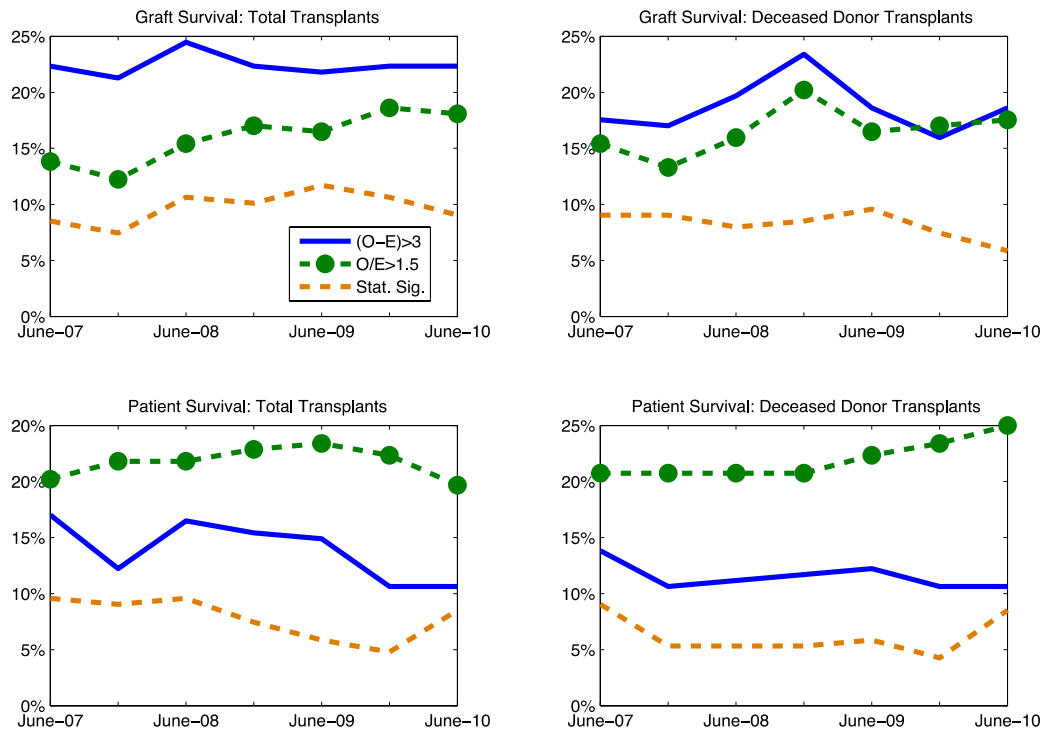 Graft Survival: Total Transplants
25%
20%
15%
10%
5%
0%
(O−E)>3
O/E>1.5
Stat. Sig.
June−07 June−08 June−09 June−10
Graft Survival: Deceased Donor Transplants
25%
20%
15%
10%
5%
0%
June−07 June−08 June−09 June−10
Patient Survival: Total Transplants
20%
20%
15%
10%
5%
0%
June−07 June−08 June−09 June−10
Patient Survival: Deceased Donor Transplants
25%
20%
15%
10%
5%
0%
June−07 June−08 June−09 June−10